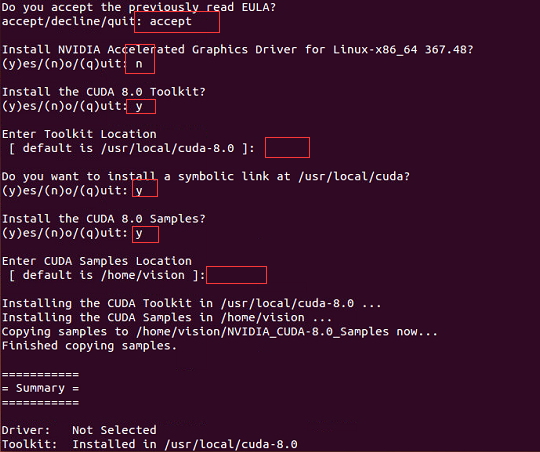 Do you accept the previously read EULA?
accept/decline/quit: accept
Install NVIDIA Accelerated Graphics Driver for Linux-x86_64 367.48?
(y)es/(n)o/(q)uit: n
Install the CUDA 8.0 Toolkit?
(y)es/(n)o/(q)uit: y
Enter Toolkit Location
 [ default is /usr/local/cuda-8.0 ]:
Do you want to install a symbolic link at /usr/local/cuda?
(y)es/(n)o/(q)uit: y
Install the CUDA 8.0 Samples?
(y)es/(n)o/(q)uit: y
Enter CUDA Samples Location
 [ default is /home/vision ]:
Installing the CUDA Toolkit in /usr/local/cuda-8.0 ...
Installing the CUDA Samples in /home/vision ...
Copying samples to /home/vision/NVIDIA_CUDA-8.0_Samples now...
Finished copying samples.
===========
= Summary =
===========
Driver:   Not Selected
Toolkit:  Installed in /usr/local/cuda-8.0